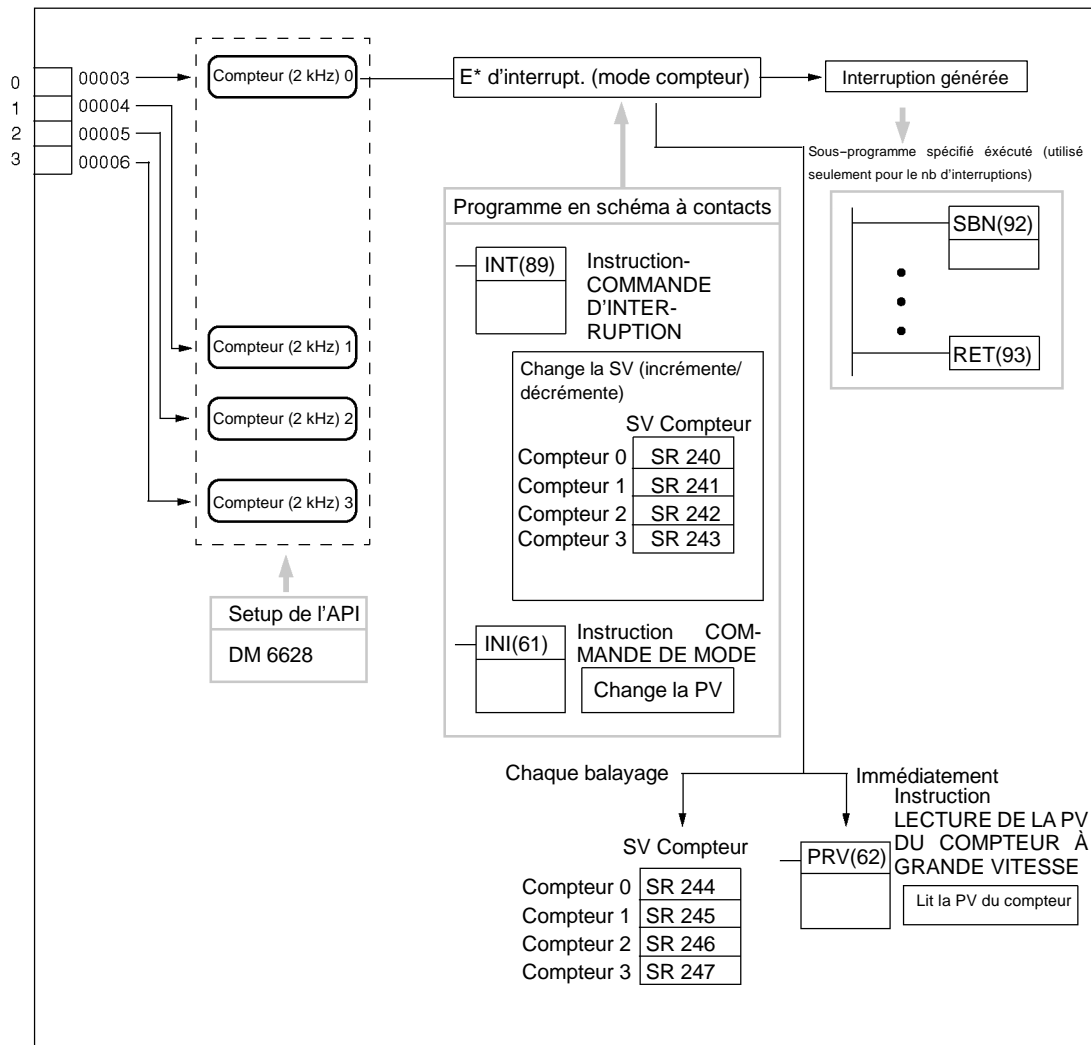 0 00003
1 00004
2 00005
3 00006
Compteur (2 kHz) 0
E* d'interrupt. (mode compteur)
Interruption générée
Sous−programme spécifié éxécuté (utilisé
seulement pour le nb d'interruptions)
SBN(92)
RET(93)
Compteur (2 kHz) 1
Compteur (2 kHz) 2
Compteur (2 kHz) 3
Setup de l'API
DM 6628
Programme en schéma à contacts
INT(89)
Instruction-
COMMANDE
D'INTER-
RUPTION
Change la SV (incrémente/
décrémente)
SV Compteur
Compteur 0 SR 240
Compteur 1 SR 241
Compteur 2 SR 242
Compteur 3 SR 243
INI(61)
Instruction COM-
MANDE DE MODE
Change la PV
Chaque balayage
SV Compteur
Compteur 0 SR 244
Compteur 1 SR 245
Compteur 2 SR 246
Compteur 3 SR 247
Immédiatement
Instruction
LECTURE DE LA PV
DU COMPTEUR À
GRANDE VITESSE
PRV(62)
Lit la PV du compteur